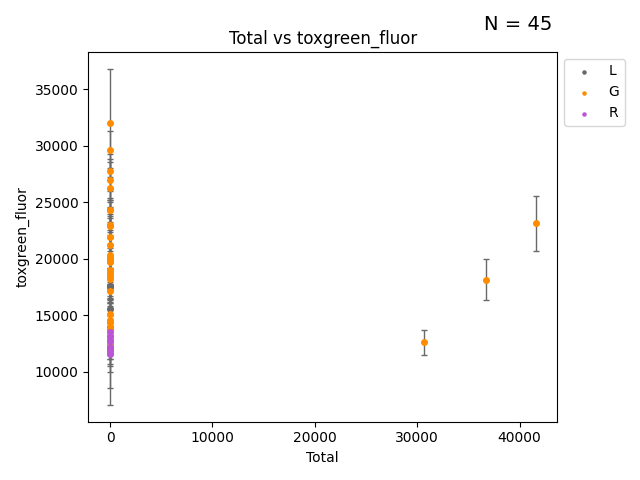 N = 45
Total vs toxgreen_fluor
L
G
R
toxgreen_fluor
35000
30000
25000
20000
15000
10000
0
10000
20000
30000
40000
Total